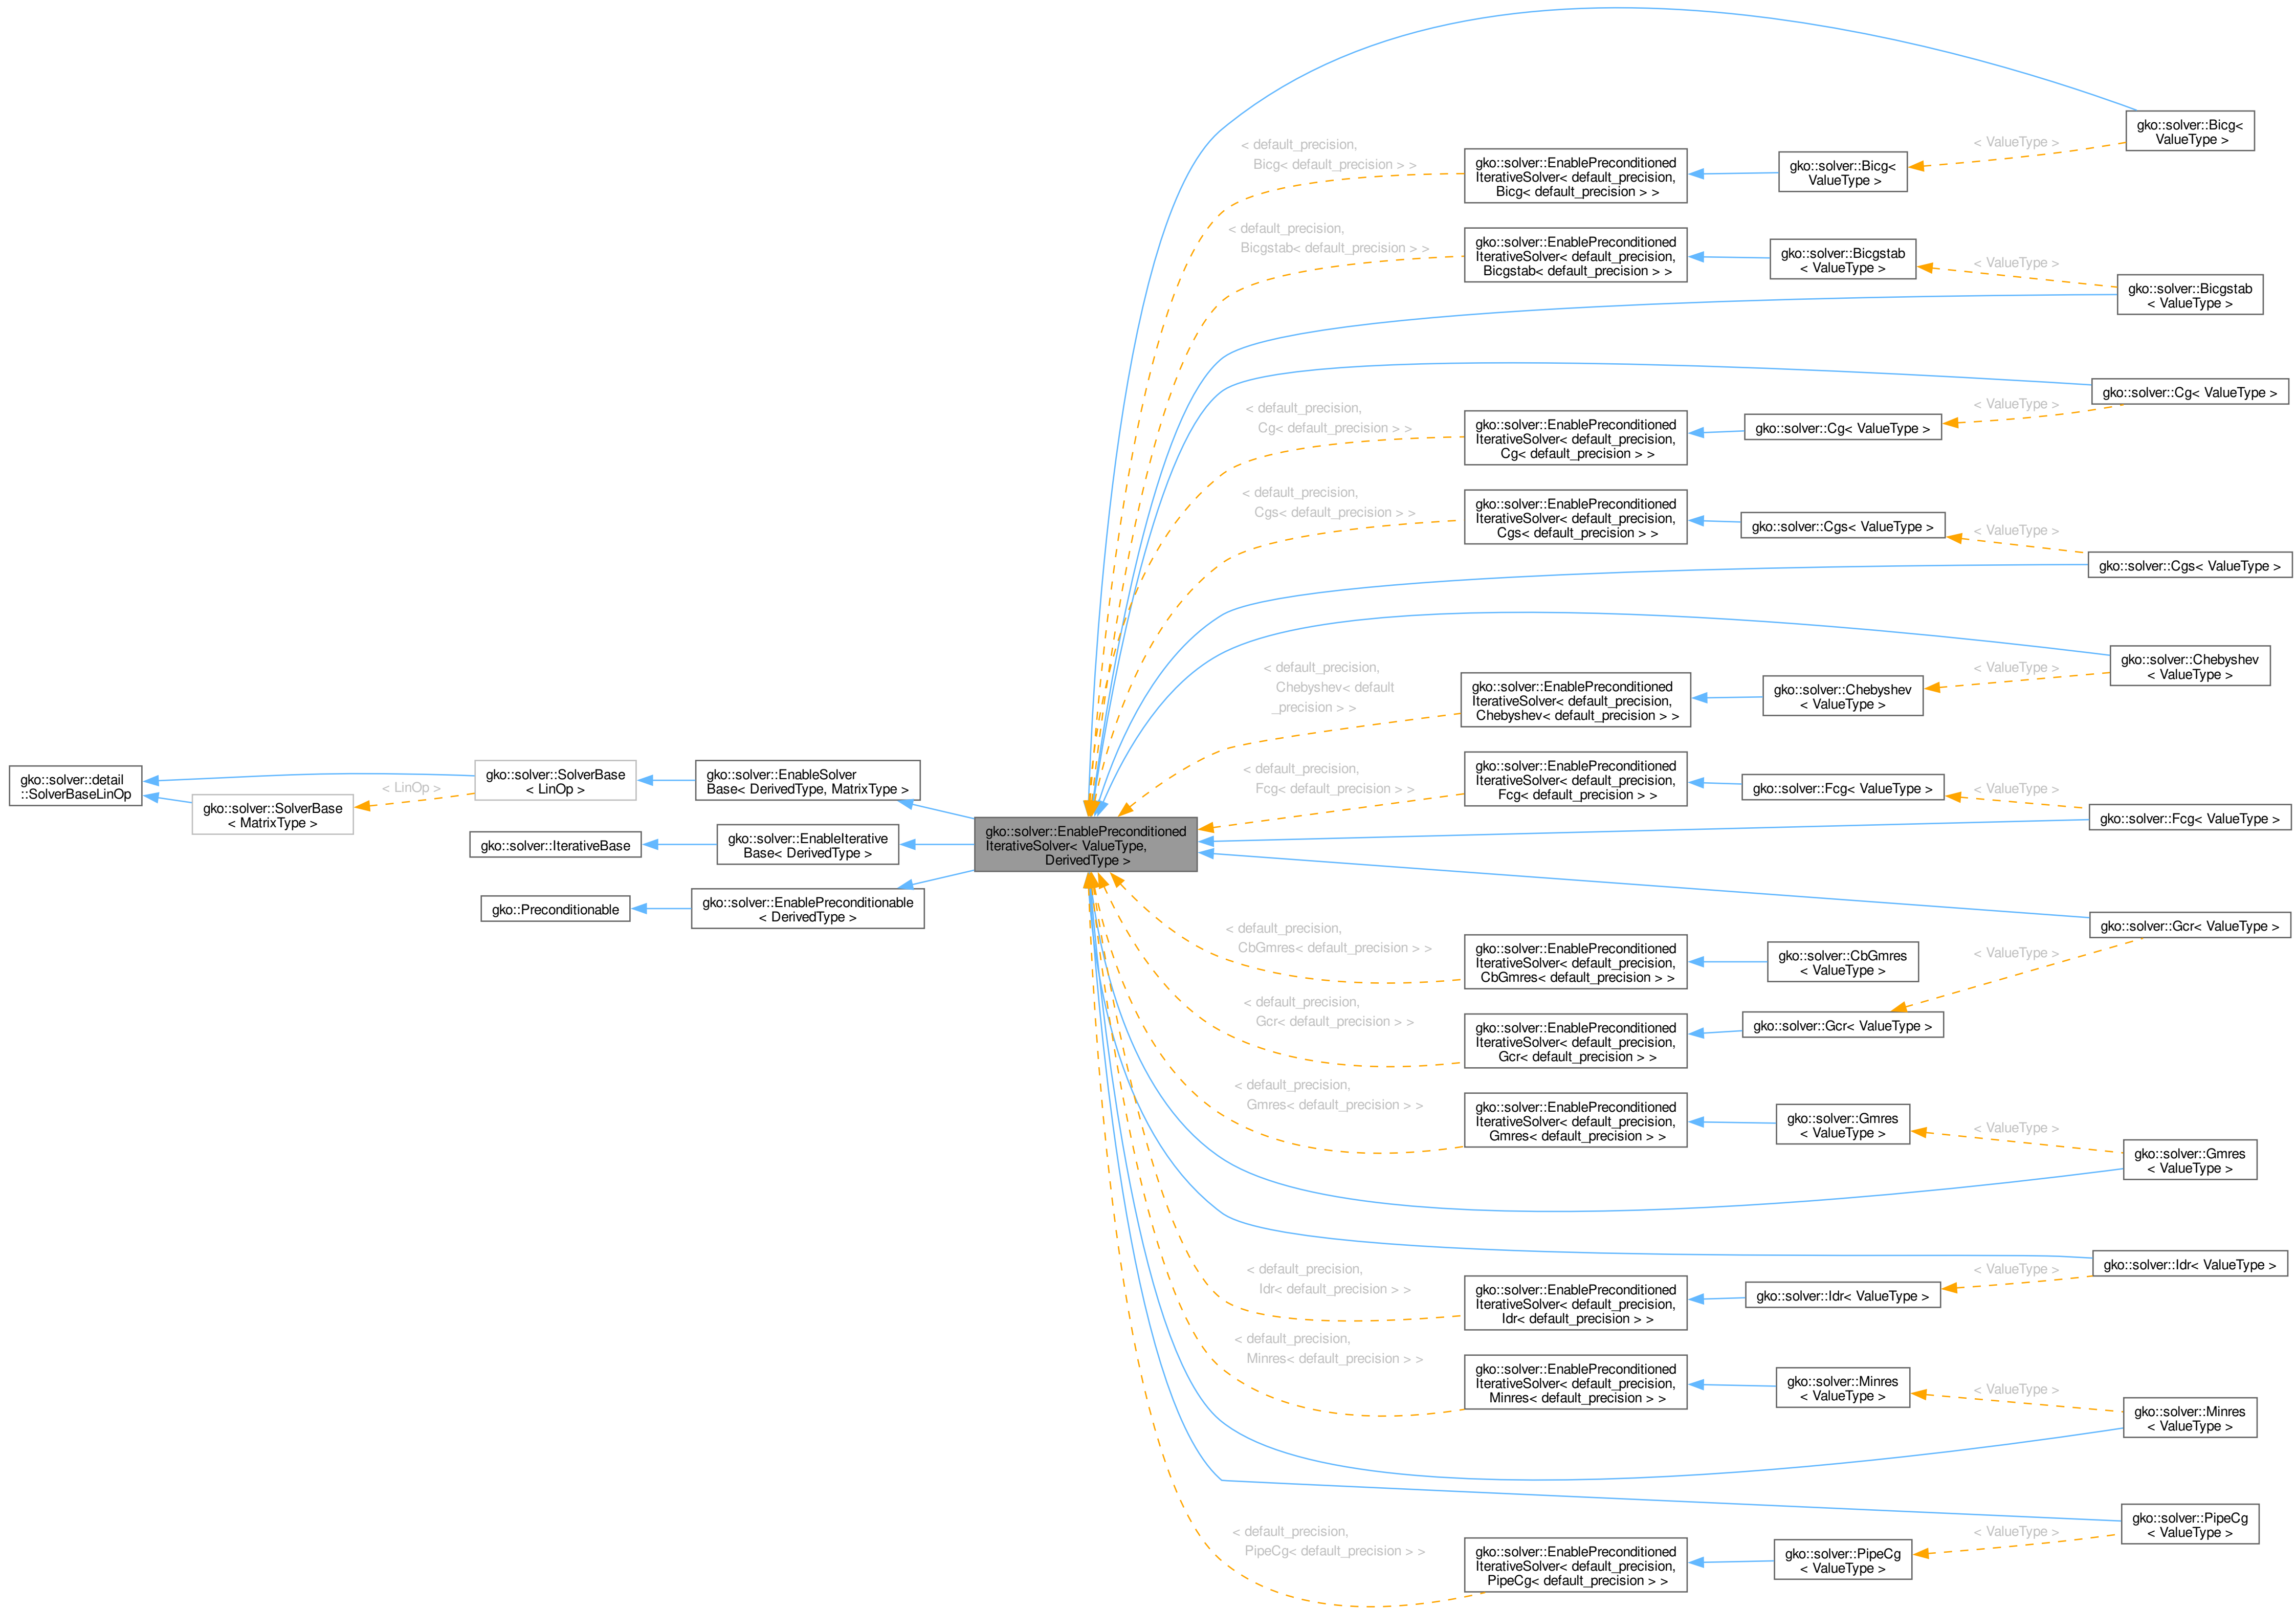 gko::solver::detail
::SolverBaseLinOp
gko::solver::SolverBase
< MatrixType >
< LinOp >
gko::solver::SolverBase
< LinOp >
gko::solver::IterativeBase
gko::Preconditionable
gko::solver::EnableSolver
Base< DerivedType, MatrixType >
gko::solver::EnableIterative
Base< DerivedType >
gko::solver::EnablePreconditionable
< DerivedType >
gko::solver::EnablePreconditioned
IterativeSolver< ValueType,
DerivedType >
< default_precision,
Bicg< default_precision > >
gko::solver::EnablePreconditioned
IterativeSolver< default_precision,
Bicg< default_precision > >
gko::solver::Bicg<
ValueType >
< ValueType >
gko::solver::Bicg<
ValueType >
< default_precision,
Bicgstab< default_precision > >
gko::solver::EnablePreconditioned
IterativeSolver< default_precision,
Bicgstab< default_precision > >
gko::solver::Bicgstab
< ValueType >
< ValueType >
gko::solver::Bicgstab
< ValueType >
< default_precision,
Cg< default_precision > >
gko::solver::EnablePreconditioned
IterativeSolver< default_precision,
Cg< default_precision > >
gko::solver::Cg< ValueType >
< ValueType >
gko::solver::Cg< ValueType >
< default_precision,
Cgs< default_precision > >
gko::solver::EnablePreconditioned
IterativeSolver< default_precision,
Cgs< default_precision > >
gko::solver::Cgs< ValueType >
< ValueType >
gko::solver::Cgs< ValueType >
< default_precision,
Chebyshev< default
_precision > >
gko::solver::EnablePreconditioned
IterativeSolver< default_precision,
Chebyshev< default_precision > >
gko::solver::Chebyshev
< ValueType >
< ValueType >
gko::solver::Chebyshev
< ValueType >
< default_precision,
Fcg< default_precision > >
gko::solver::EnablePreconditioned
IterativeSolver< default_precision,
Fcg< default_precision > >
gko::solver::Fcg< ValueType >
< ValueType >
gko::solver::Fcg< ValueType >
< default_precision,
CbGmres< default_precision > >
gko::solver::EnablePreconditioned
IterativeSolver< default_precision,
CbGmres< default_precision > >
gko::solver::CbGmres
< ValueType >
< default_precision,
Gcr< default_precision > >
gko::solver::EnablePreconditioned
IterativeSolver< default_precision,
Gcr< default_precision > >
gko::solver::Gcr< ValueType >
< ValueType >
gko::solver::Gcr< ValueType >
< default_precision,
Gmres< default_precision > >
gko::solver::EnablePreconditioned
IterativeSolver< default_precision,
Gmres< default_precision > >
gko::solver::Gmres
< ValueType >
< ValueType >
gko::solver::Gmres
< ValueType >
< default_precision,
Idr< default_precision > >
gko::solver::EnablePreconditioned
IterativeSolver< default_precision,
Idr< default_precision > >
gko::solver::Idr< ValueType >
< ValueType >
gko::solver::Idr< ValueType >
< default_precision,
Minres< default_precision > >
gko::solver::EnablePreconditioned
IterativeSolver< default_precision,
Minres< default_precision > >
gko::solver::Minres
< ValueType >
< ValueType >
gko::solver::Minres
< ValueType >
< default_precision,
PipeCg< default_precision > >
gko::solver::EnablePreconditioned
IterativeSolver< default_precision,
PipeCg< default_precision > >
gko::solver::PipeCg
< ValueType >
< ValueType >
gko::solver::PipeCg
< ValueType >